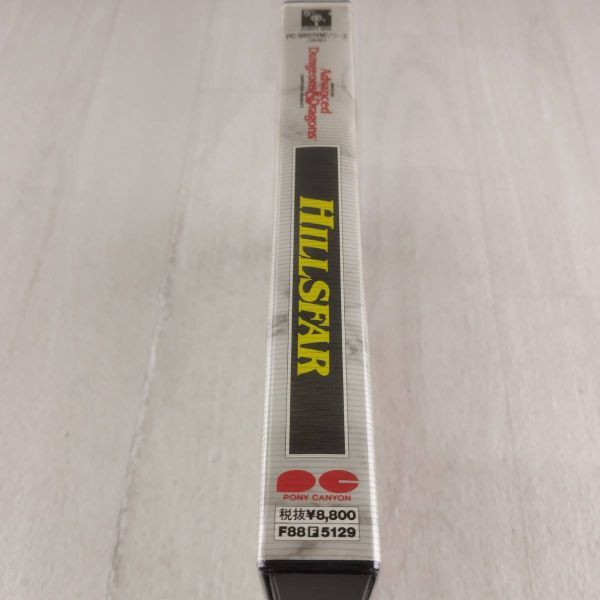 PC-9801VMシリーズ
Advanced
Dungeons&Dragons
HILLSFAR
PONY CANYON
税抜¥8,800
F88F5129